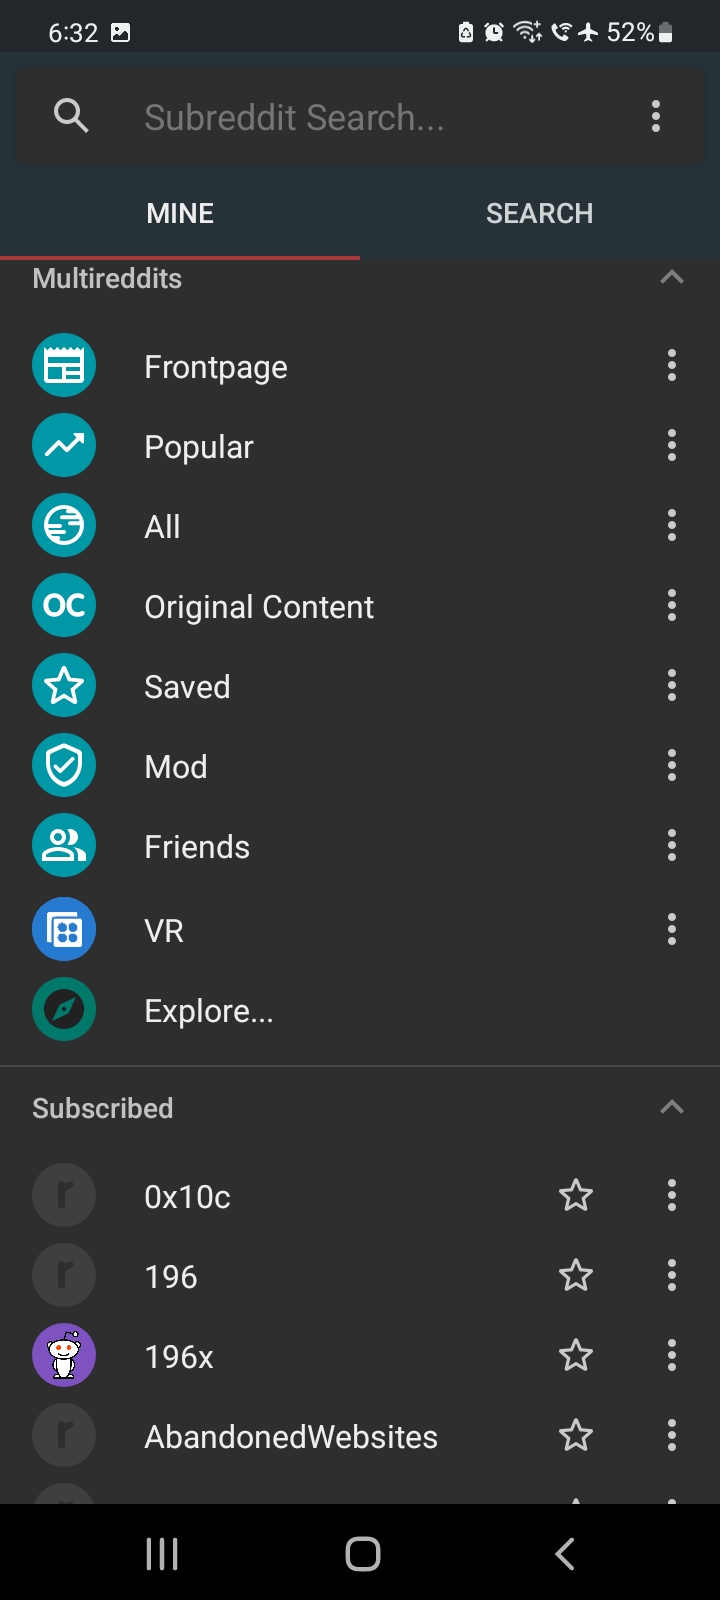 6:32 52%
Subreddit Search...
MINE SEARCH
Multireddits
Frontpage
Popular
All
OC Original Content
Saved
Mod
Friends
VR
Explore...
Subscribed
r 0x10c
r 196
196x
r AbandonedWebsites